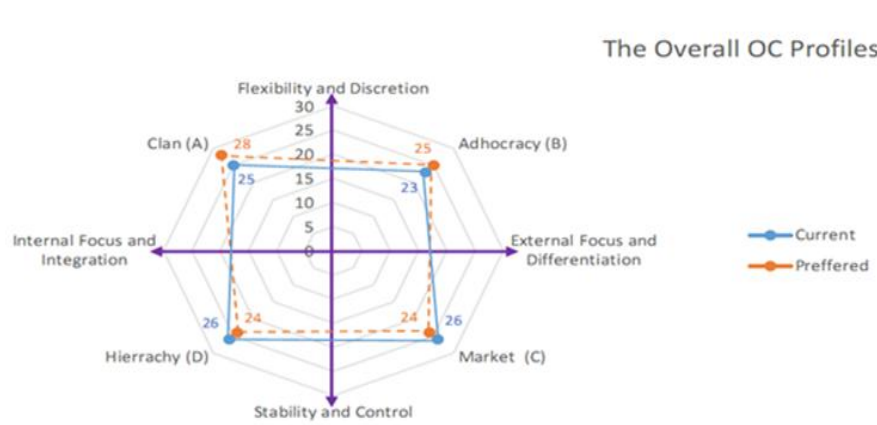 The Overall OC Profiles
Flexibility and Discretion
30
25
20
15
10
5
0
Clan (A)
28
25
25
23
Adhocracy (B)
Internal Focus and
Integration
External Focus and
Differentiation
Current
Preffered
26
24
24
26
Hierrachy (D)
Market (C)
Stability and Control